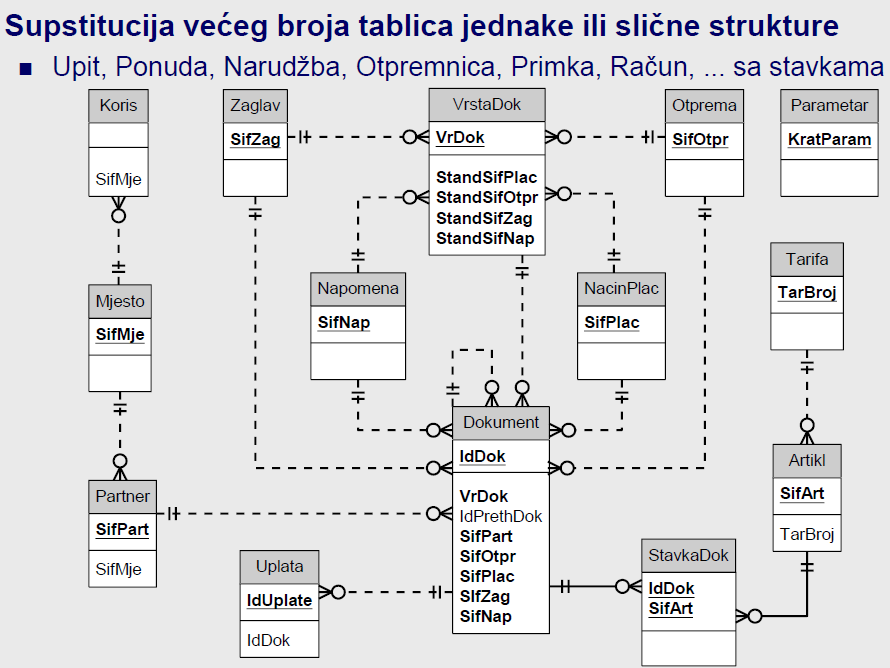 Supstitucija većeg broja tablica jednake ili slične strukture
Upit, Ponuda, Narudžba, Otpremnica, Primka, Račun, ... sa stavkama
Koris
SifMje
Zaglav
SifZag
VrstaDok
VrDok
StandSifPlac
StandSifOtpr
StandSifZag
StandSifNap
Otprema
SifOtpr
Parametar
KratParam
Mjesto
SifMje
Napomena
SifNap
NacinPlac
SifPlac
Tarifa
TarBroj
Dokument
IdDok
VrDok
IdPrethDok
SifPart
SifOtpr
SifPlac
SIfZag
SifNap
Artikl
SifArt
TarBroj
Partner
SifPart
SifMje
Uplata
IdUplate
IdDok
StavkaDok
IdDok
SifArt